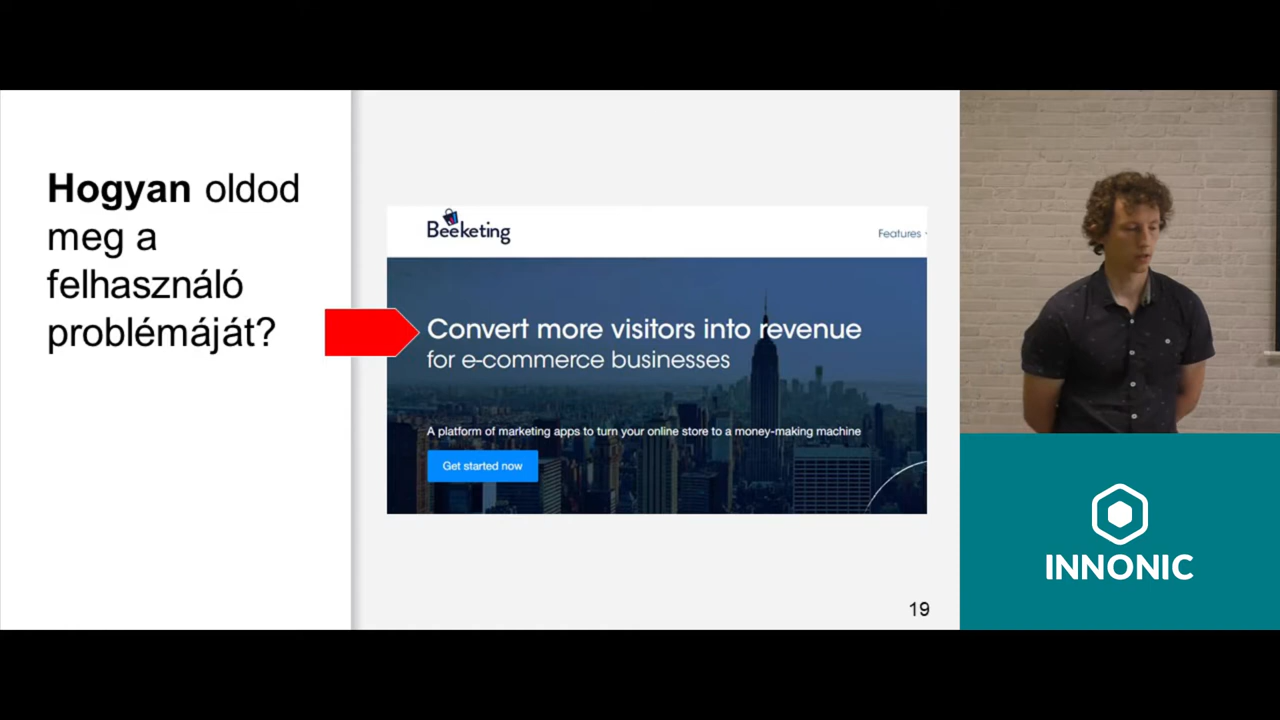 Hogyan oldod
meg a
felhasználó
problémáját?
Beeketing
Features
Convert more visitors into revenue
for e-commerce businesses
A platform of marketing apps to turn your online store to a money-making machine
Get started now
19
INNONIC